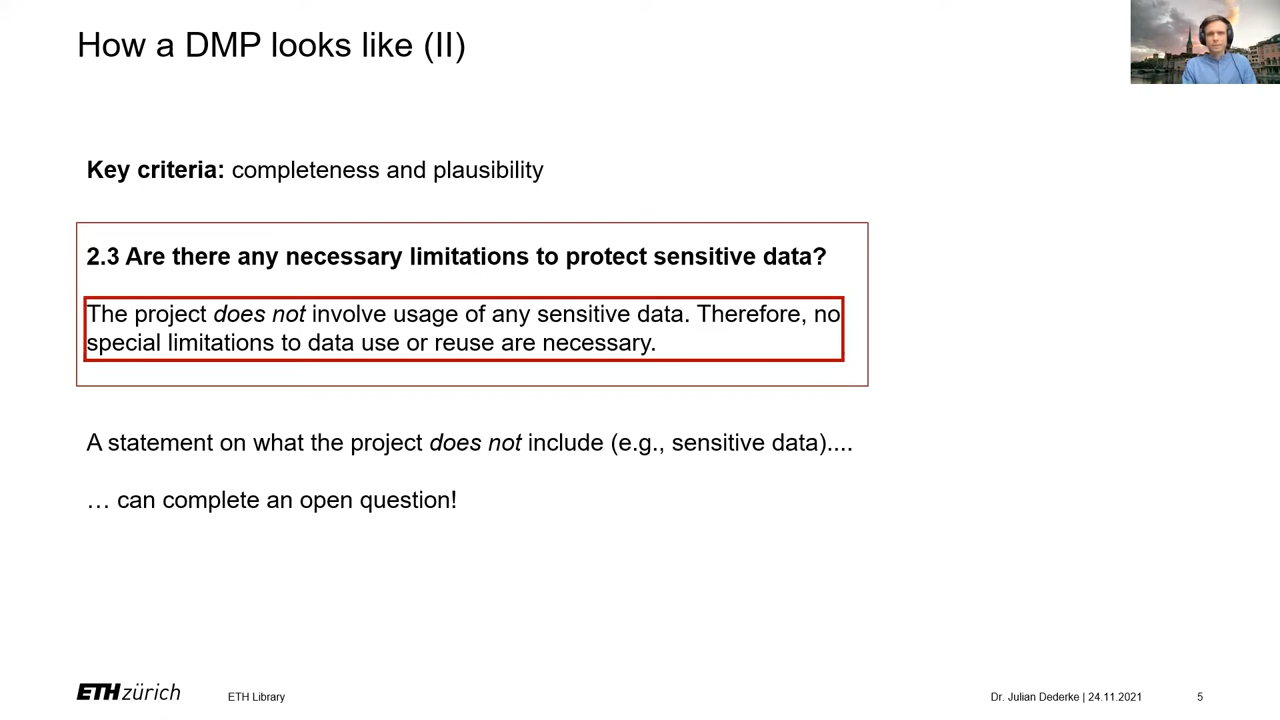 How a DMP looks like (II)
Key criteria: completeness and plausibility
2.3 Are there any necessary limitations to protect sensitive data?
The project does not involve usage of any sensitive data. Therefore, no
special limitations to data use or reuse are necessary.
A statement on what the project does not include (e.g., sensitive data)....
… can complete an open question!
ETH zürich
ETH Library
Dr. Julian Dederke | 24.11.2021
5